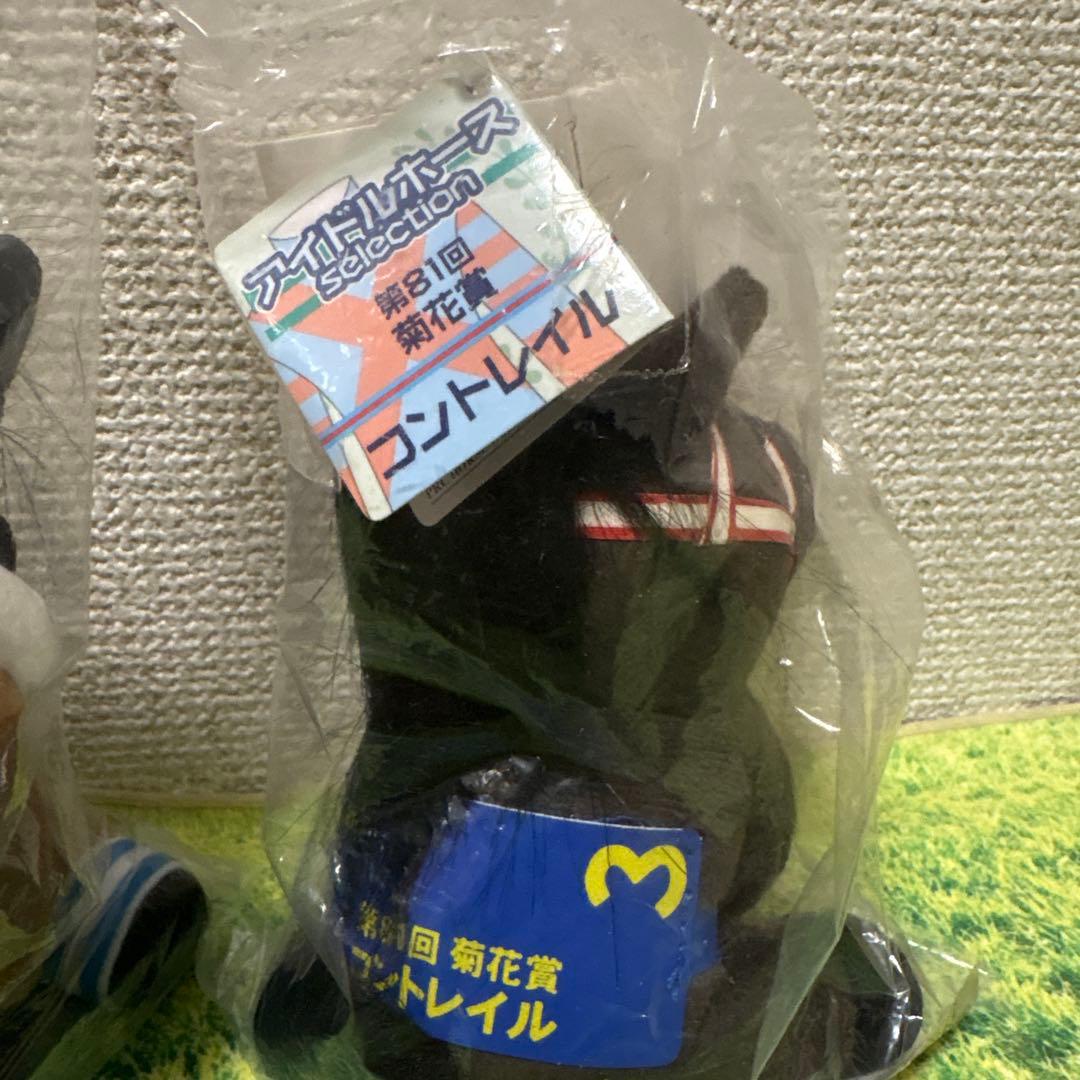 アイドルホース
selection
第81回
菊花賞
コントレイル
第81回 菊花賞
コントレイル